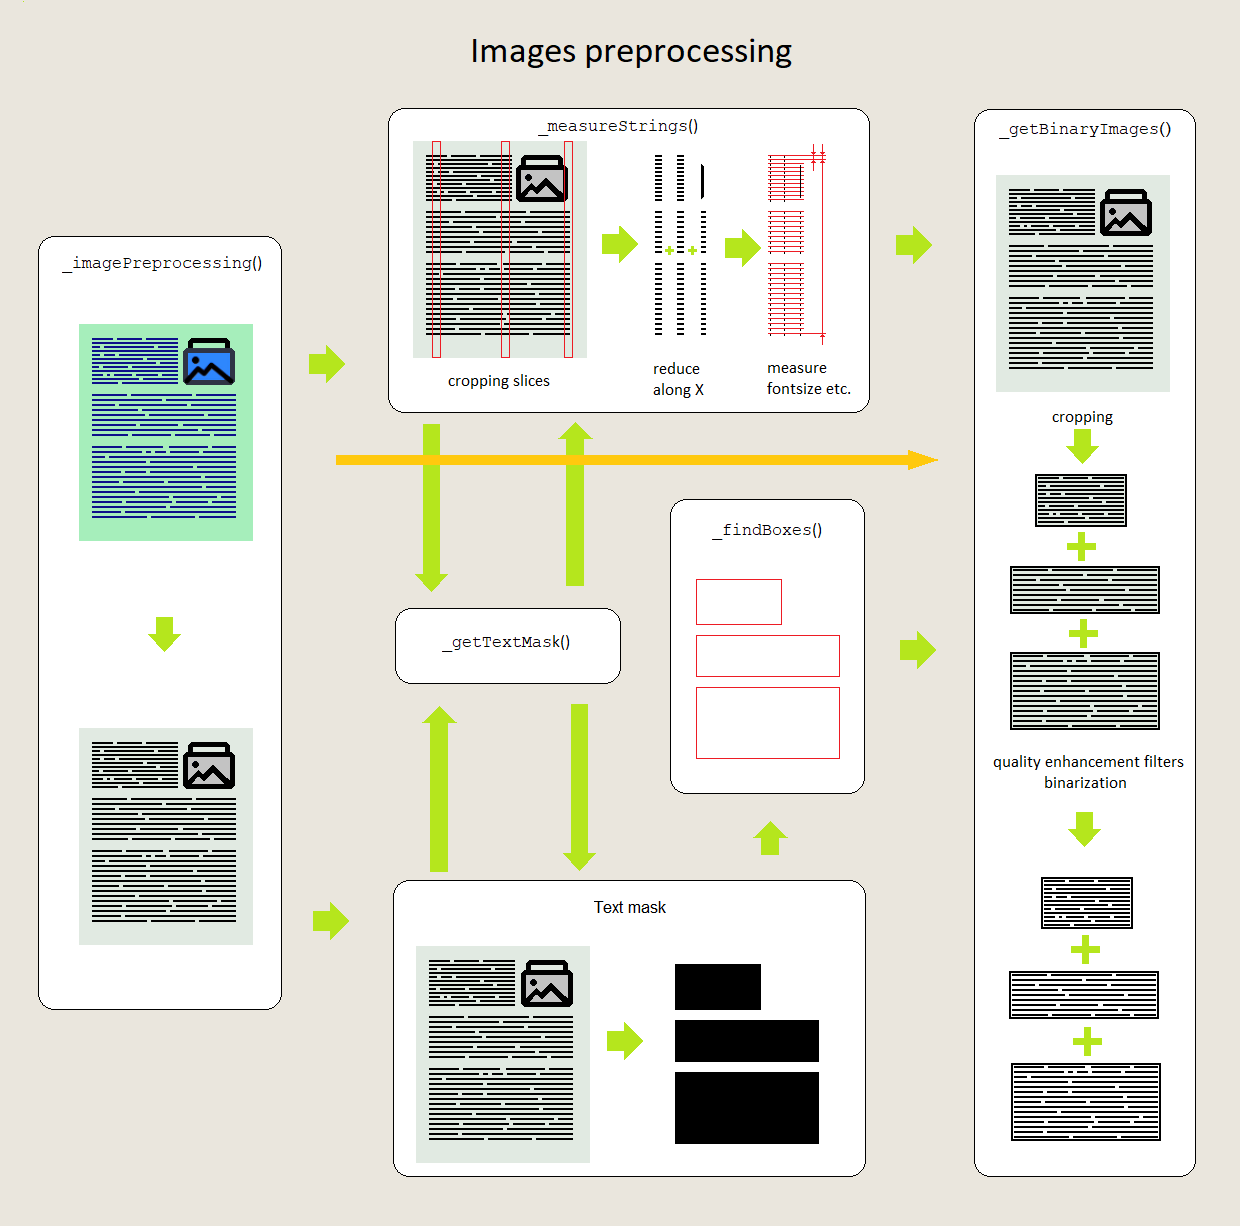 Images preprocessing
_imagePreprocessing()
_measureStrings()
cropping slices
reduce
along X
measure
fontsize etc.
_getTextMask()
_findBoxes()
Text mask
_getBinaryImages()
cropping
quality enhancement filters
binarization